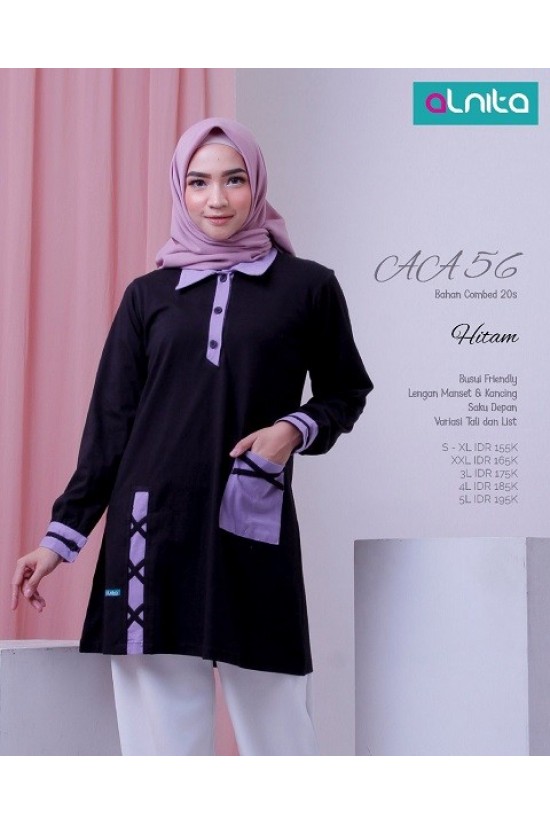 alnita
ACA 56
Bahan Combed 20s
Hitam
Busui Friendly
Lengan Manset & Kancing
Saku Depan
Variasi Tali dan List
S - XL IDR 155K
XXL IDR 165K
3L IDR 175K
4L IDR 185K
5L IDR 195K
alnita